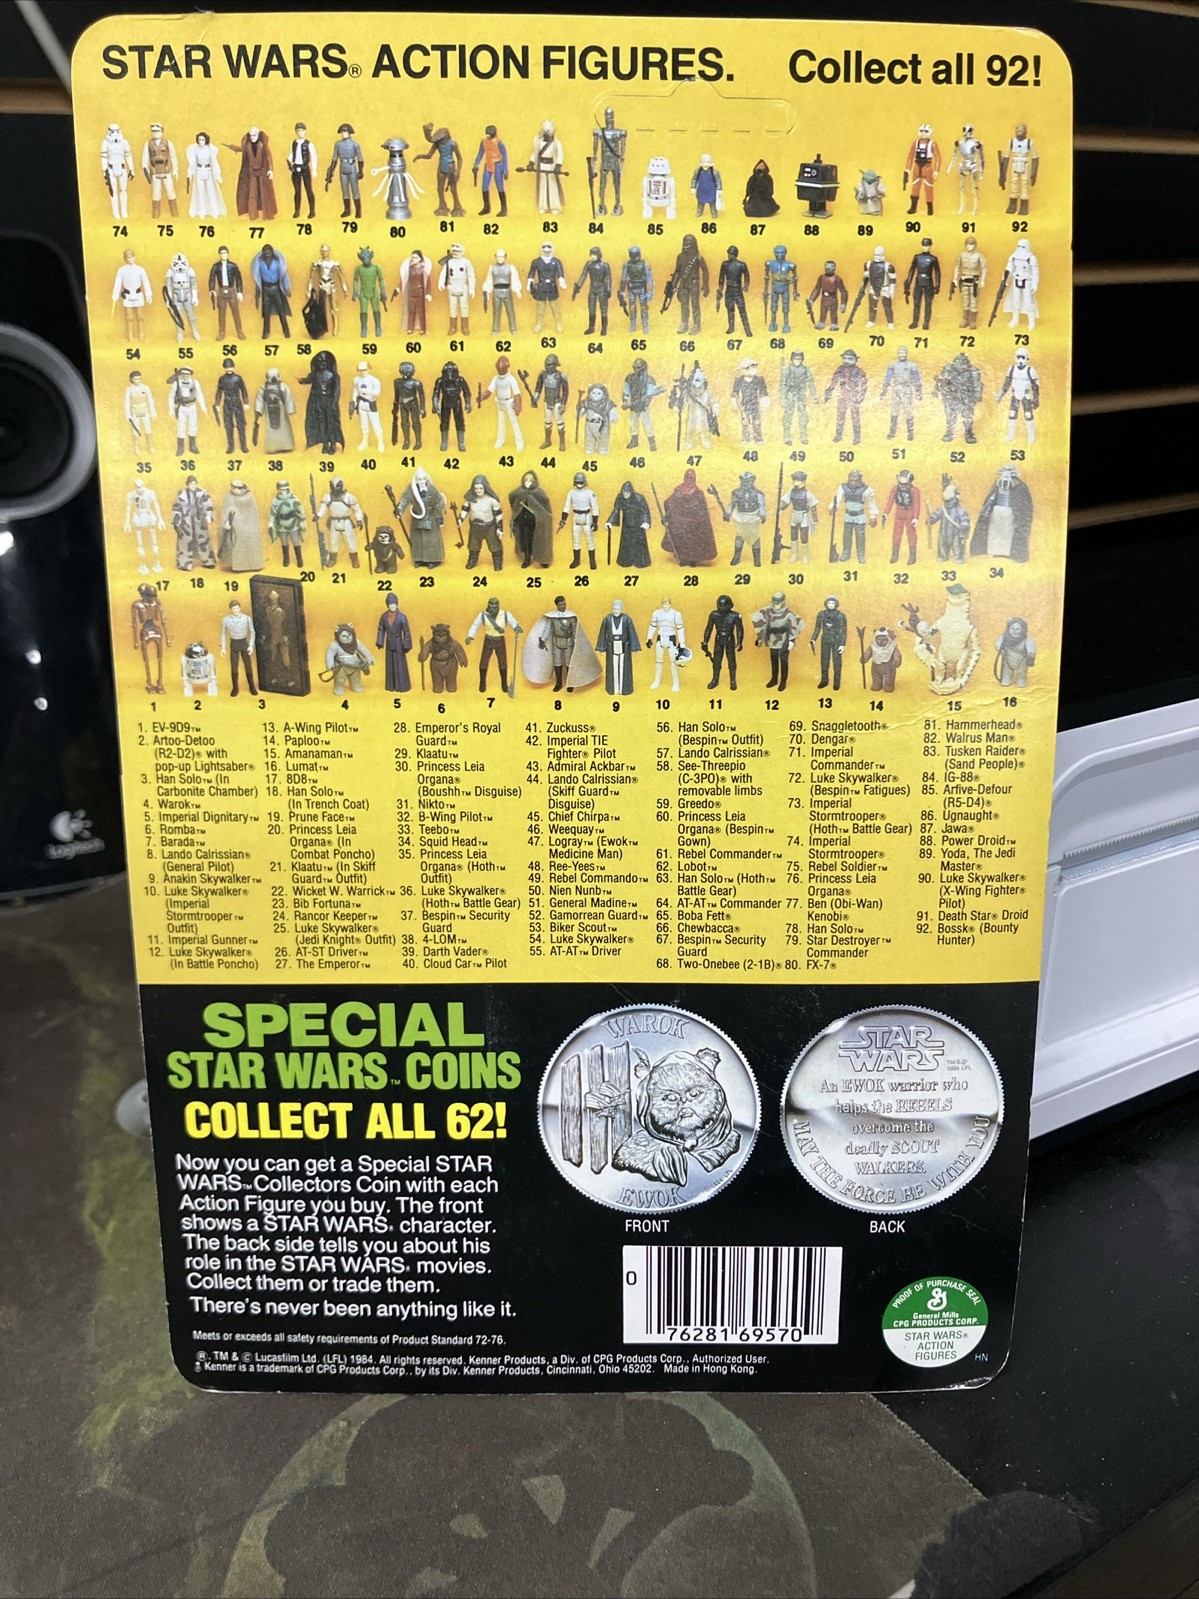 STAR WARS® ACTION FIGURES. Collect all 92!
74 75 76 77 78 79 80 81 82 83 84 85 86 87 88 89 90 91 92
54 55 56 57 58 59 60 61 62 63 64 65 66 67 68 69 70 71 72 73
35 36 37 38 39 40 41 42 43 44 45 46 47 48 49 50 51 52 53
17 18 19 20 21 22 23 24 25 26 27 28 29 30 31 32 33 34
1 2 3 4 5 6 7 8 9 10 11 12 13 14 15 16
1. EV-9D9™
2. Artoo-Detoo
(R2-D2)® with
pop-up Lightsaber®
3. Han Solo™ (In
Carbonite Chamber)
4. Warok™
5. Imperial Dignitary™
6. Romba™
7. Barada™
8. Lando Calrissian®
(General Pilot)
9. Anakin Skywalker™
10. Luke Skywalker®
(Imperial
Stormtrooper™
Outfit)
11. Imperial Gunner™
12. Luke Skywalker®
(In Battle Poncho)
13. A-Wing Pilot™
14. Paploo™
15. Amanaman™
16. Lumat™
17. 8D8™
18. Han Solo™
(In Trench Coat)
19. Prune Face™
20. Princess Leia
Organa® (In
Combat Poncho)
21. Klaatu™ (In Skiff
Guard™ Outfit)
22. Wicket W. Warrick™
23. Bib Fortuna™
24. Rancor Keeper™
25. Luke Skywalker®
(Jedi Knight® Outfit)
26. AT-ST Driver™
27. The Emperor™
28. Emperor's Royal
Guard™
29. Klaatu™
30. Princess Leia
Organa®
(Boushh™ Disguise)
31. Nikto™
32. B-Wing Pilot™
33. Teebo™
34. Squid Head™
35. Princess Leia
Organa® (Hoth™
Outfit)
36. Luke Skywalker®
(Hoth™ Battle Gear)
37. Bespin™ Security
Guard
38. 4-LOM™
39. Darth Vader®
40. Cloud Car™ Pilot
41. Zuckuss®
42. Imperial TIE
Fighter® Pilot
43. Admiral Ackbar™
44. Lando Calrissian®
(Skiff Guard™
Disguise)
45. Chief Chirpa™
46. Weequay™
47. Logray™ (Ewok™
Medicine Man)
48. Ree-Yees™
49. Rebel Commando™
50. Nien Nunb™
51. General Madine™
52. Gamorrean Guard™
53. Biker Scout™
54. Luke Skywalker®
55. AT-AT™ Driver
56. Han Solo™
(Bespin™ Outfit)
57. Lando Calrissian®
58. See-Threepio
(C-3PO)® with
removable limbs
59. Greedo®
60. Princess Leia
Organa® (Bespin™
Gown)
61. Rebel Commander™
62. Lobot™
63. Han Solo™ (Hoth™
Battle Gear)
64. AT-AT™ Commander
65. Boba Fett®
66. Chewbacca®
67. Bespin™ Security
Guard
68. Two-Onebee (2-1B)®
69. Snaggletooth®
70. Dengar®
71. Imperial
Commander™
72. Luke Skywalker®
(Bespin™ Fatigues)
73. Imperial
Stormtrooper®
(Hoth™ Battle Gear)
74. Imperial
Stormtrooper®
75. Rebel Soldier™
76. Princess Leia
Organa®
77. Ben (Obi-Wan)
Kenobi®
78. Han Solo™
79. Star Destroyer™
Commander
80. FX-7®
81. Hammerhead®
82. Walrus Man®
83. Tusken Raider®
(Sand People)®
84. IG-88®
85. Arfive-Defour
(R5-D4)®
86. Ugnaught®
87. Jawa®
88. Power Droid™
89. Yoda, The Jedi
Master®
90. Luke Skywalker®
(X-Wing Fighter®
Pilot)
91. Death Star® Droid
92. Bossk® (Bounty
Hunter)
SPECIAL
STAR WARS™ COINS
COLLECT ALL 62!
Now you can get a Special STAR
WARS™ Collectors Coin with each
Action Figure you buy. The front
shows a STAR WARS® character.
The back side tells you about his
role in the STAR WARS® movies.
Collect them or trade them.
There's never been anything like it.
Meets or exceeds all safety requirements of Product Standard 72-76.
®, TM & © Lucasfilm Ltd. (LFL) 1984. All rights reserved. Kenner Products, a Div. of CPG Products Corp., Authorized User.
Kenner is a trademark of CPG Products Corp., by its Div. Kenner Products, Cincinnati, Ohio 45202. Made in Hong Kong.
WAROK
EWOK
FRONT
STAR
WARS
An EWOK warrior who
helps the REBELS
overcome the
deadly SCOUT
WALKERS.
MAY THE FORCE BE WITH YOU
BACK
0 76281 69570
PROOF OF PURCHASE SEAL
General Mills
CPG PRODUCTS CORP.
STAR WARS®
ACTION
FIGURES
HN
Logitech